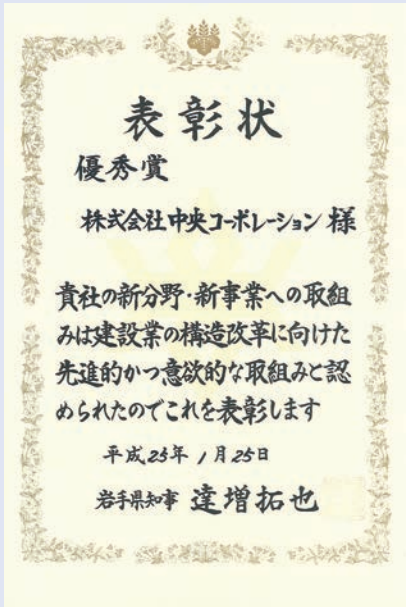 表彰状
優秀賞
株式会社中央コーポレーション 様
貴社の新分野・新事業への取組
みは建設業の構造改革に向けた
先進的かつ意欲的な取組みと認
められたのでこれを表彰します
平成25年1月25日
岩手県知事 達増拓也